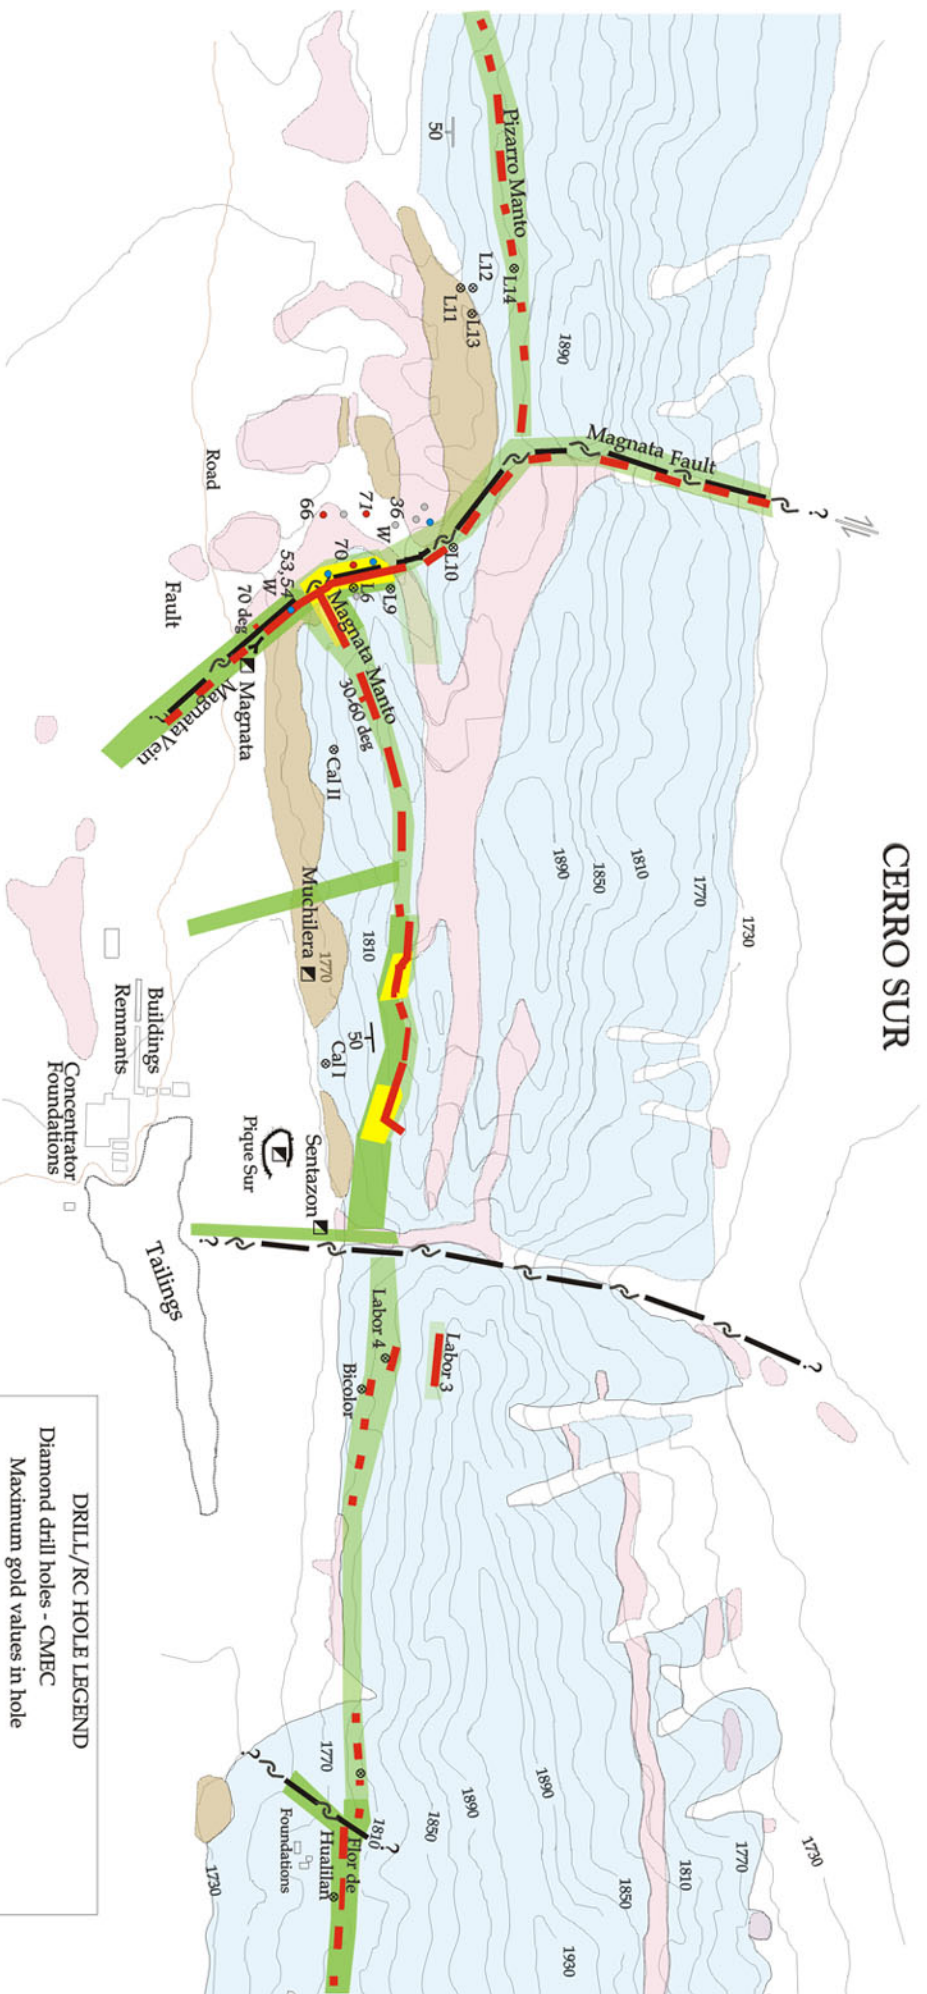 CERRO SUR
Pizarro Manto
50
L14
L12
L13
L11
1890
Magnata Fault
?
Road
66
71
36
W
L10
70
L9
L6
53,54
W
70 deg
Fault
Magnata
Magnata Vein
?
Magnata Manto
30-60 deg
Cal II
Muchilera
1770
1810
50
Cal I
1890
1850
1810
1770
1730
Buildings
Remnants
Concentrator
Foundations
Pique Sur
Sentazon
?
?
Tailings
Labor 4
Labor 3
Bicolor
?
1770
Foundations
1810
?
Flor de
Hualilan
1730
1850
1890
1890
1850
1810
1770
1730
1930
DRILL/RC HOLE LEGEND
Diamond drill holes - CMEC
Maximum gold values in hole